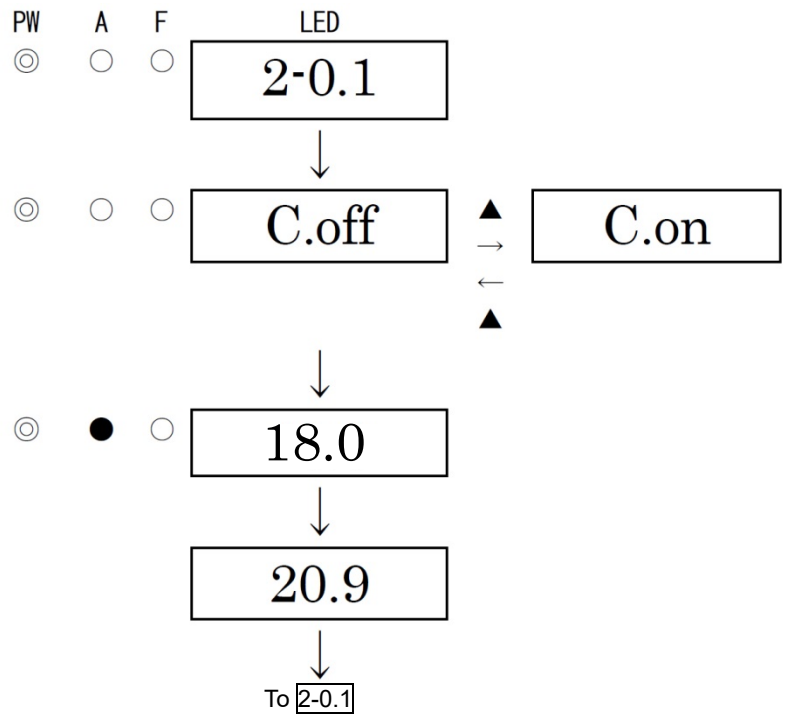 PW A F LED
◎ ○ ○ 2-0.1
↓
◎ ○ ○ C.off ▲ C.on
→
←
▲
↓
◎ ● ○ 18.0
↓
20.9
↓
To 2-0.1